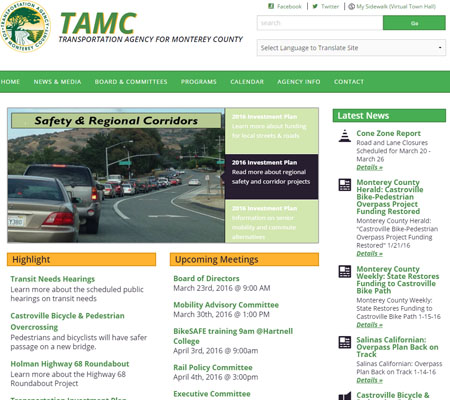 TRANSPORTATION AGENCY
MONTEREY COUNTY
TAMC
TRANSPORTATION AGENCY FOR MONTEREY COUNTY
Facebook | Twitter | My Sidewalk (Virtual Town Hall)
search Go
Select Language to Translate Site
HOME NEWS & MEDIA BOARD & COMMITTEES PROGRAMS CALENDAR AGENCY INFO CONTACT
Safety & Regional Corridors
2016 Investment Plan
Learn more about funding
for local streets & roads
2016 Investment Plan
Read more about regional
safety and corridor projects
2016 Investment Plan
Information on senior
mobility and commute
alternatives
Highlight
Transit Needs Hearings
Learn more about the scheduled public
hearings on transit needs
Castroville Bicycle & Pedestrian
Overcrossing
Pedestrians and bicyclists will have safer
passage on a new bridge.
Holman Highway 68 Roundabout
Learn more about the Highway 68
Roundabout Project
Transportation Investment Plan
Upcoming Meetings
Board of Directors
March 23rd, 2016 @ 9:00 AM
Mobility Advisory Committee
March 30th, 2016 @ 1:00 PM
BikeSAFE training 9am @Hartnell
College
April 3rd, 2016 @ 9:00am
Rail Policy Committee
April 4th, 2016 @ 3:00pm
Executive Committee
Latest News
Cone Zone Report
Road and Lane Closures
Scheduled for March 20 -
March 26
Details »
Monterey County
Herald: Castroville
Bike-Pedestrian
Overpass Project
Funding Restored
Monterey County Herald:
"Castroville Bike-Pedestrian
Overpass Project Funding
Restored" 1/21/16
Details »
Monterey County
Weekly: State Restores
Funding to Castroville
Bike Path
Monterey County Weekly:
State Restores Funding to
Castroville Bike Path 1-15-16
Details »
Salinas Californian:
Overpass Plan Back on
Track
Salinas Californian: Overpass
Plan Back on Track 1-14-16
Details »
Castroville Bicycle &